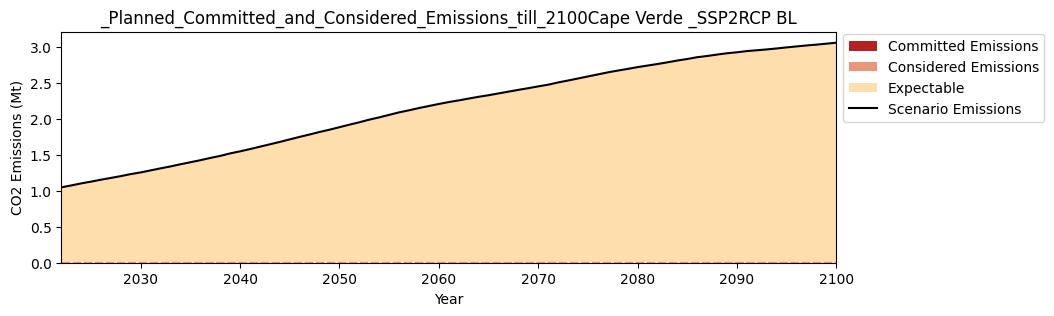 _Planned_Committed_and_Considered_Emissions_till_2100Cape Verde _SSP2RCP BL
CO2 Emissions (Mt)
3.0
2.5
2.0
1.5
1.0
0.5
0.0
2030 2040 2050 2060 2070 2080 2090 2100
Year
Committed Emissions
Considered Emissions
Expectable
Scenario Emissions